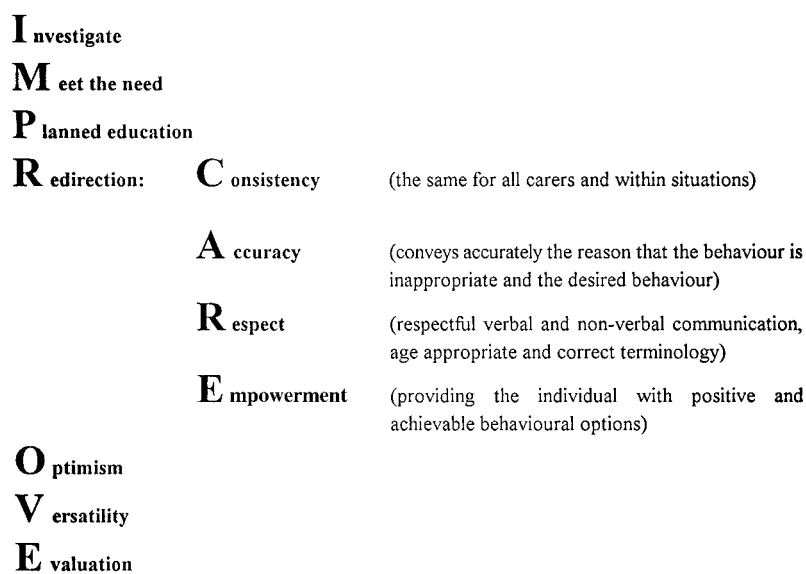 Investigate
Meet the need
Planned education
Redirection: Consistency (the same for all carers and within situations)
Accuracy (conveys accurately the reason that the behaviour is
inappropriate and the desired behaviour)
Respect (respectful verbal and non-verbal communication,
age appropriate and correct terminology)
Empowerment (providing the individual with positive and
achievable behavioural options)
Optimism
Versatility
Evaluation